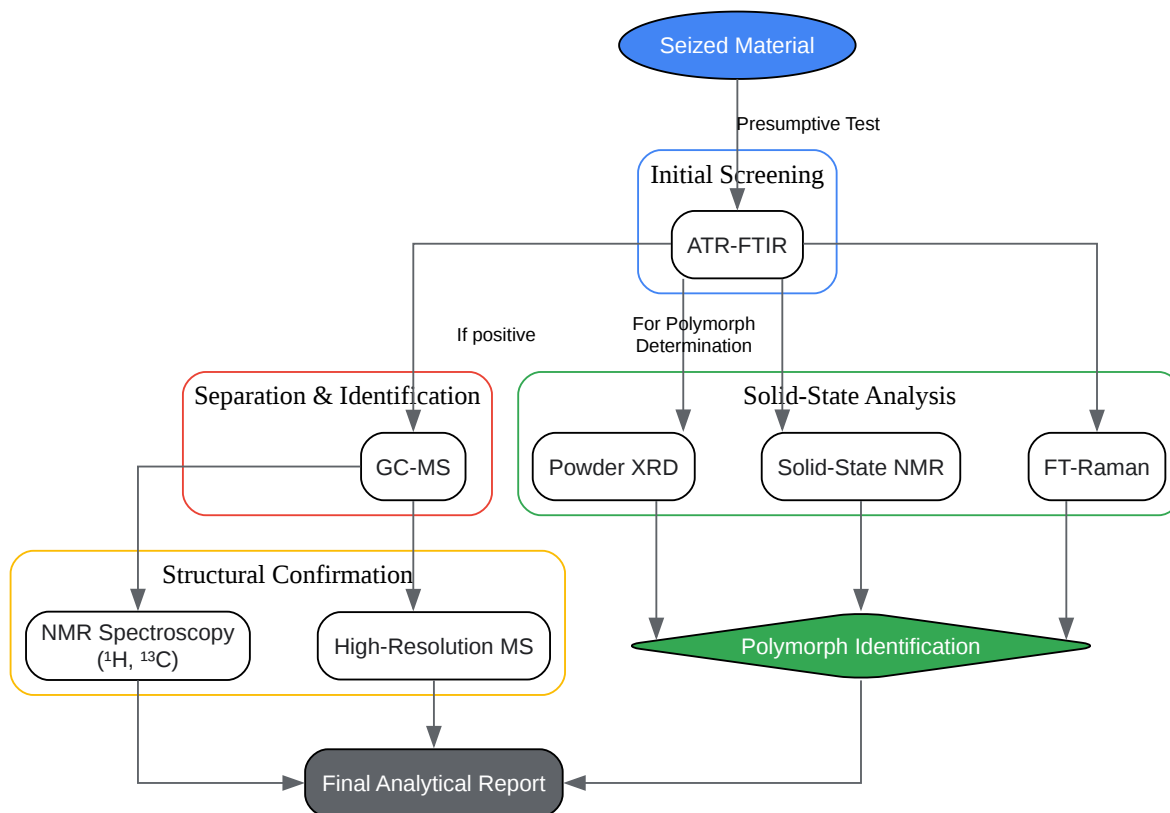 Seized Material
Presumptive Test
Initial Screening
ATR-FTIR
If positive
For Polymorph
Determination
Separation & Identification
Solid-State Analysis
GC-MS
Powder XRD
Solid-State NMR
FT-Raman
Structural Confirmation
NMR Spectroscopy
(¹H, ¹³C)
High-Resolution MS
Polymorph Identification
Final Analytical Report